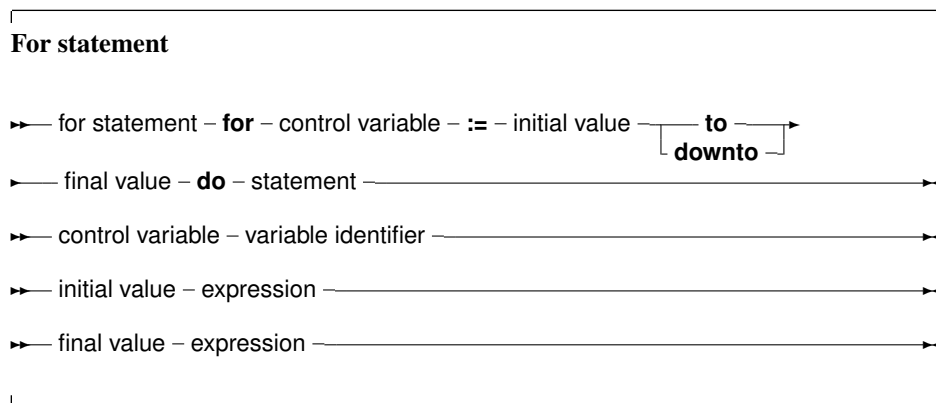 For statement
for statement – for – control variable – := – initial value – to
downto
final value – do – statement
control variable – variable identifier
initial value – expression
final value – expression